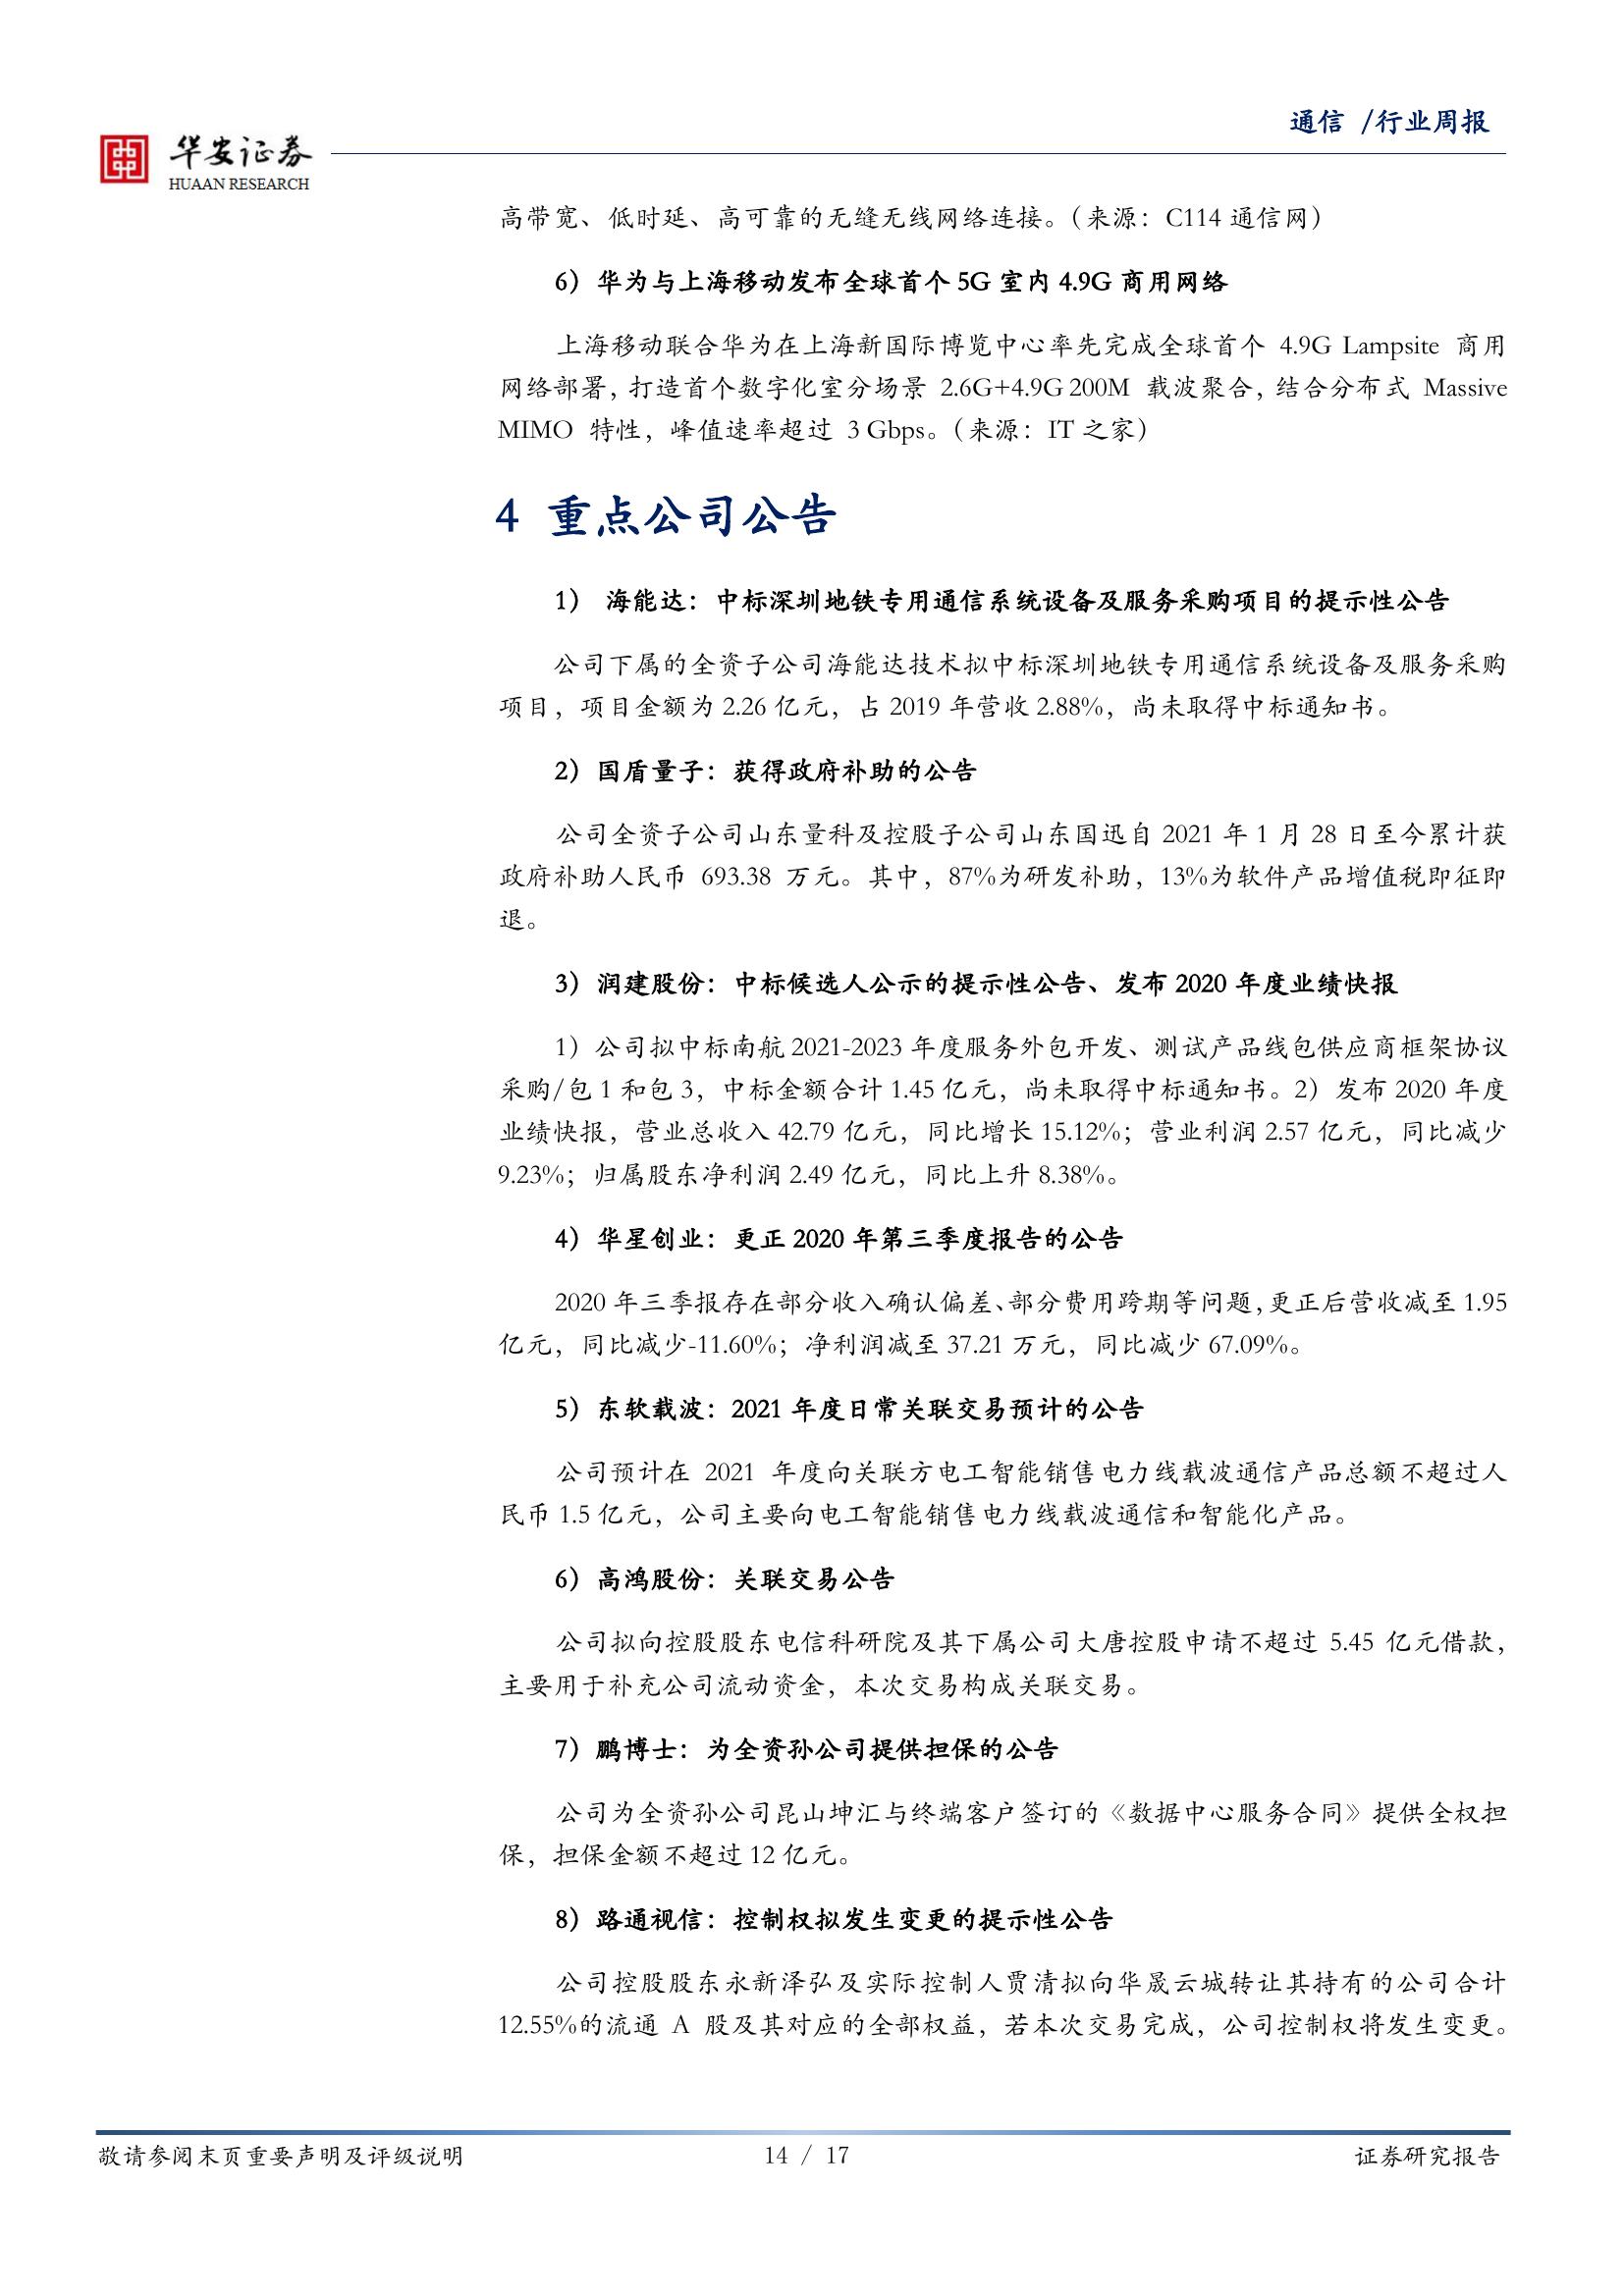 通信 /行业周报
华安证券
HUAAN RESEARCH
高带宽、低时延、高可靠的无缝无线网络连接。（来源：C114 通信网）
6）华为与上海移动发布全球首个 5G 室内 4.9G 商用网络
上海移动联合华为在上海新国际博览中心率先完成全球首个 4.9G Lampsite 商用
网络部署，打造首个数字化室分场景 2.6G+4.9G 200M 载波聚合，结合分布式 Massive
MIMO 特性，峰值速率超过 3 Gbps。（来源：IT 之家）
4 重点公司公告
1） 海能达：中标深圳地铁专用通信系统设备及服务采购项目的提示性公告
公司下属的全资子公司海能达技术拟中标深圳地铁专用通信系统设备及服务采购
项目，项目金额为 2.26 亿元，占 2019 年营收 2.88%，尚未取得中标通知书。
2）国盾量子：获得政府补助的公告
公司全资子公司山东量科及控股子公司山东国迅自 2021 年 1 月 28 日至今累计获
政府补助人民币 693.38 万元。其中，87%为研发补助，13%为软件产品增值税即征即
退。
3）润建股份：中标候选人公示的提示性公告、发布 2020 年度业绩快报
1）公司拟中标南航 2021-2023 年度服务外包开发、测试产品线包供应商框架协议
采购/包 1 和包 3，中标金额合计 1.45 亿元，尚未取得中标通知书。2）发布 2020 年度
业绩快报，营业总收入 42.79 亿元，同比增长 15.12%；营业利润 2.57 亿元，同比减少
9.23%；归属股东净利润 2.49 亿元，同比上升 8.38%。
4）华星创业：更正 2020 年第三季度报告的公告
2020 年三季报存在部分收入确认偏差、部分费用跨期等问题，更正后营收减至 1.95
亿元，同比减少-11.60%；净利润减至 37.21 万元，同比减少 67.09%。
5）东软载波：2021 年度日常关联交易预计的公告
公司预计在 2021 年度向关联方电工智能销售电力线载波通信产品总额不超过人
民币 1.5 亿元，公司主要向电工智能销售电力线载波通信和智能化产品。
6）高鸿股份：关联交易公告
公司拟向控股股东电信科研院及其下属公司大唐控股申请不超过 5.45 亿元借款，
主要用于补充公司流动资金，本次交易构成关联交易。
7）鹏博士：为全资孙公司提供担保的公告
公司为全资孙公司昆山坤汇与终端客户签订的《数据中心服务合同》提供全权担
保，担保金额不超过 12 亿元。
8）路通视信：控制权拟发生变更的提示性公告
公司控股股东永新泽弘及实际控制人贾清拟向华晟云城转让其持有的公司合计
12.55%的流通 A 股及其对应的全部权益，若本次交易完成，公司控制权将发生变更。
敬请参阅末页重要声明及评级说明
14 / 17
证券研究报告